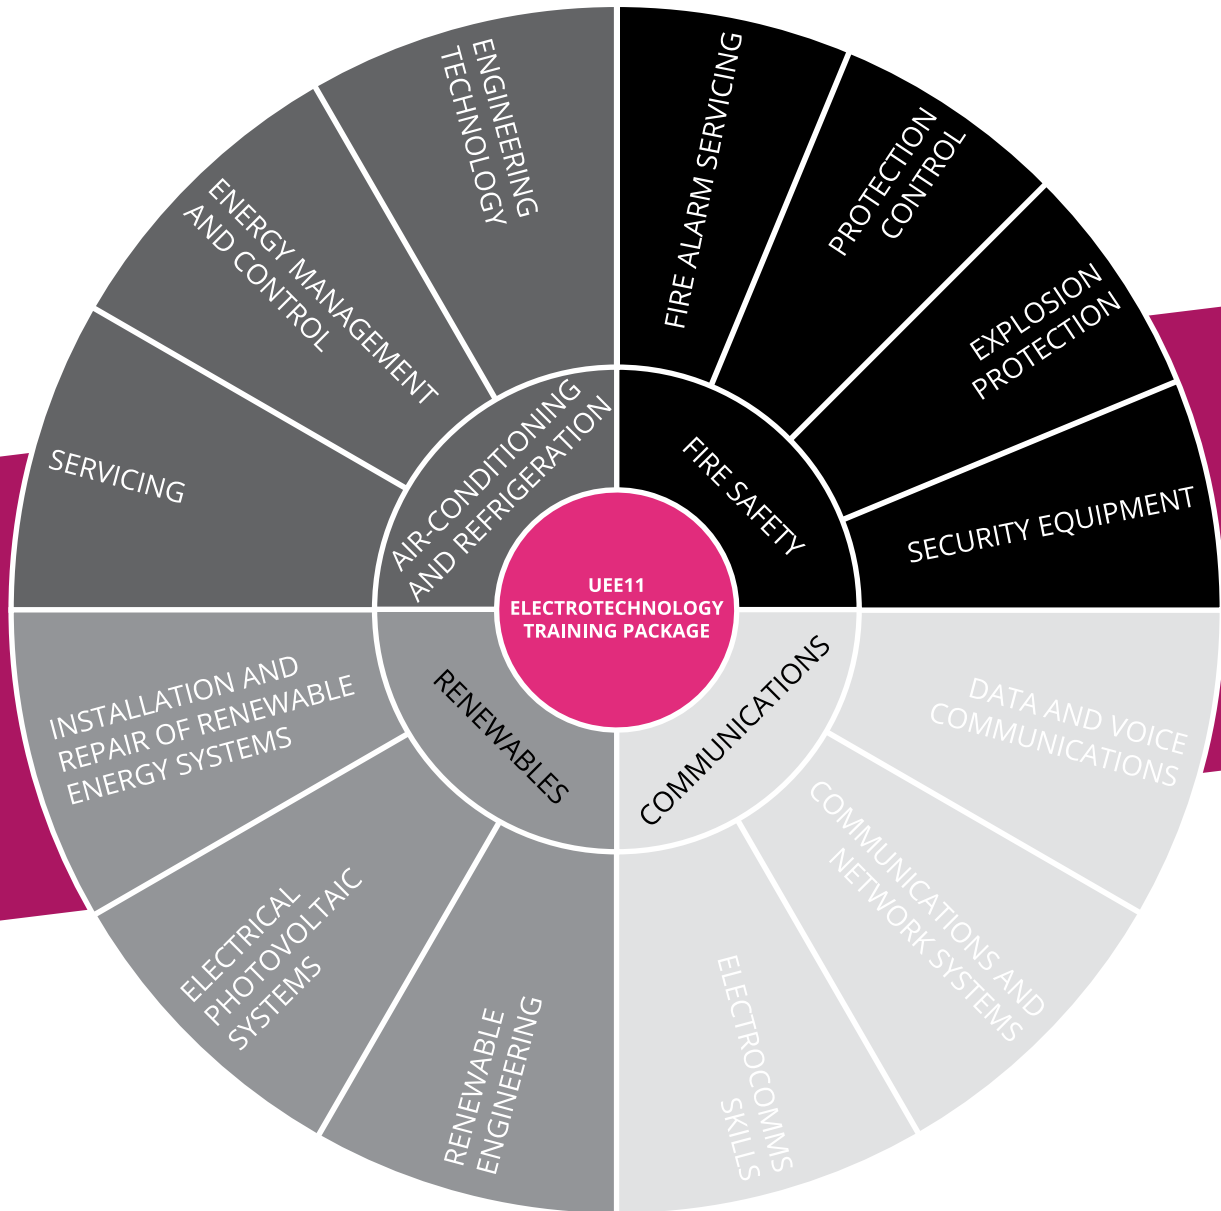 UEE11
ELECTROTECHNOLOGY
TRAINING PACKAGE
FIRE SAFETY
FIRE ALARM SERVICING
PROTECTION
CONTROL
EXPLOSION
PROTECTION
SECURITY EQUIPMENT
COMMUNICATIONS
DATA AND VOICE
COMMUNICATIONS
COMMUNICATIONS AND
NETWORK SYSTEMS
ELECTROCOMMS
SKILLS
RENEWABLES
RENEWABLE
ENGINEERING
ELECTRICAL
PHOTOVOLTAIC
SYSTEMS
INSTALLATION AND
REPAIR OF RENEWABLE
ENERGY SYSTEMS
AIR-CONDITIONING
AND REFRIGERATION
SERVICING
ENERGY MANAGEMENT
AND CONTROL
ENGINEERING
TECHNOLOGY